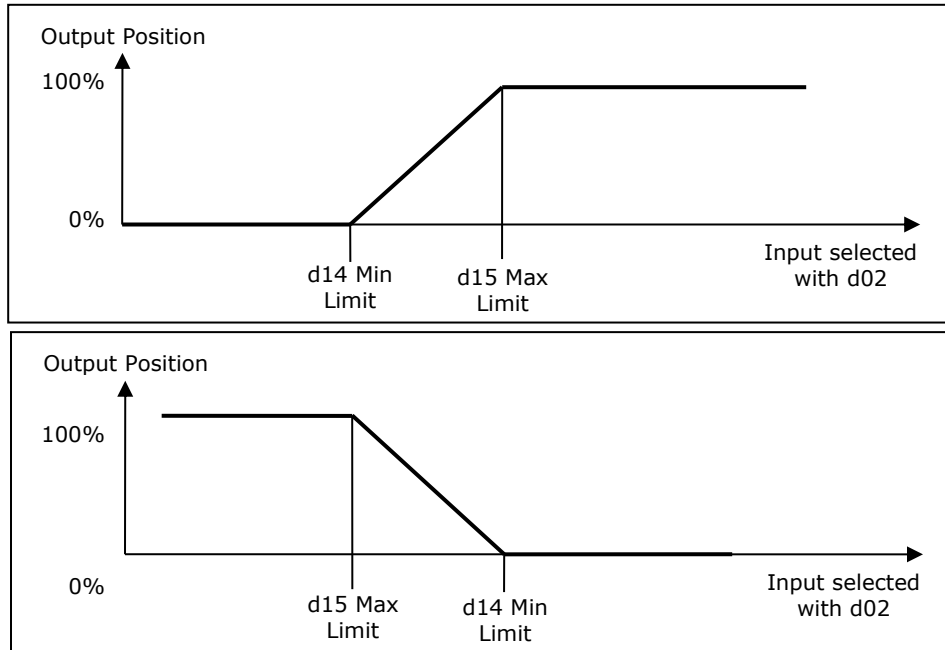 Output Position
100%
0%
d14 Min
Limit
d15 Max
Limit
Input selected
with d02
Output Position
100%
0%
d15 Max
Limit
d14 Min
Limit
Input selected
with d02